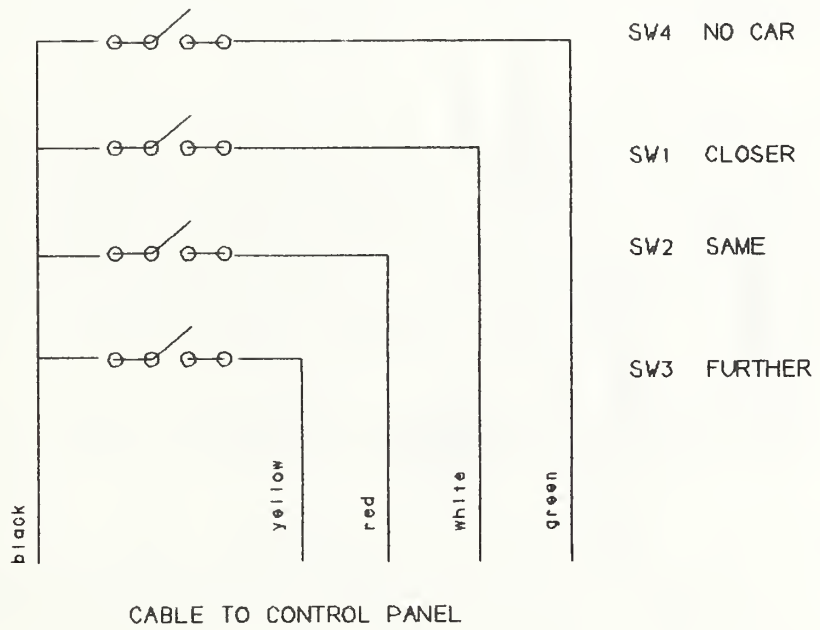 SW4 NO CAR
SW1 CLOSER
SW2 SAME
SW3 FURTHER
black
yellow
red
white
green
CABLE TO CONTROL PANEL